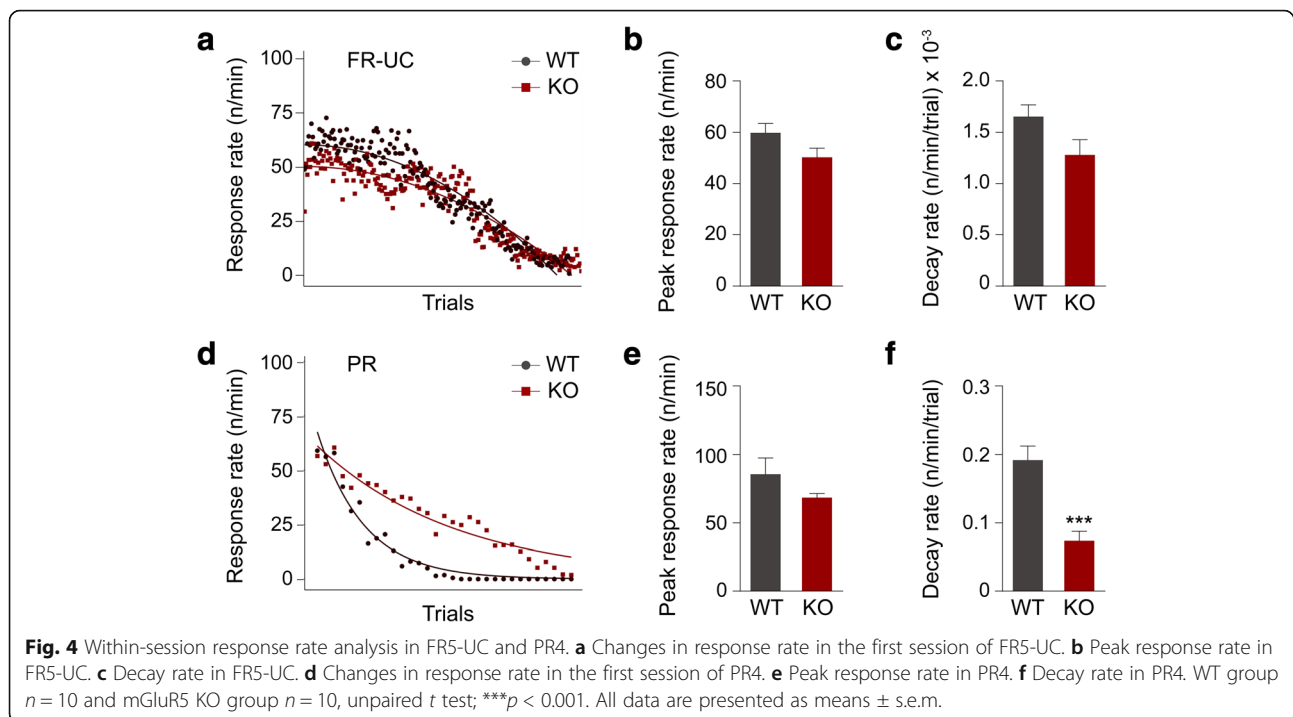 a
FR-UC
WT
KO
Response rate (n/min)
100
75
50
25
0
Trials
b
Peak response rate (n/min)
80
60
40
20
0
WT KO
c
Decay rate (n/min/trial) x 10⁻³
2.0
1.5
1.0
0.5
0
WT KO
d
PR
WT
KO
Response rate (n/min)
100
75
50
25
0
Trials
e
Peak response rate (n/min)
150
100
50
0
WT KO
f
Decay rate (n/min/trial)
0.3
0.2
0.1
0
***
WT KO
Fig. 4 Within-session response rate analysis in FR5-UC and PR4. a Changes in response rate in the first session of FR5-UC. b Peak response rate in
FR5-UC. c Decay rate in FR5-UC. d Changes in response rate in the first session of PR4. e Peak response rate in PR4. f Decay rate in PR4. WT group
n = 10 and mGluR5 KO group n = 10, unpaired t test; ***p < 0.001. All data are presented as means ± s.e.m.